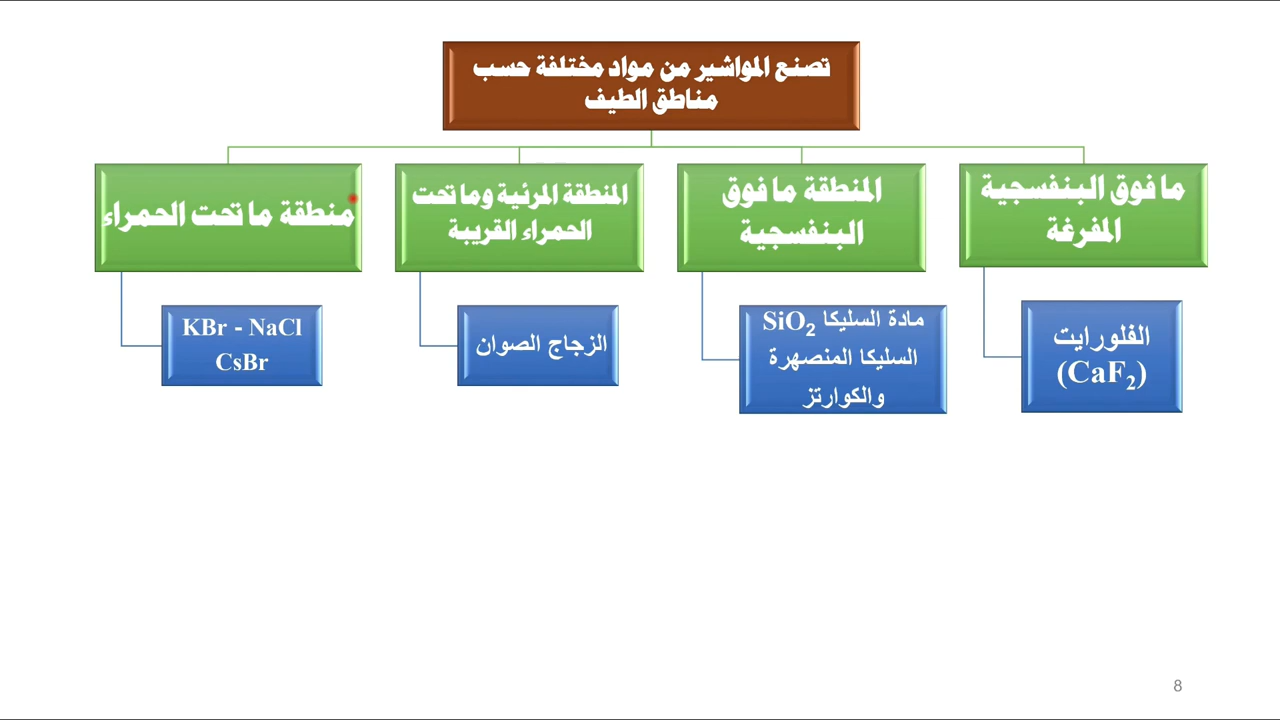 تصنع المواشير من مواد مختلفة حسب
مناطق الطيف
ما فوق البنفسجية
المفرغة
الفلورايت
(CaF₂)
المنطقة ما فوق
البنفسجية
مادة السليكا SiO₂
السليكا المنصهرة
والكوارتز
المنطقة المرئية وما تحت
الحمراء القريبة
الزجاج الصوان
منطقة ما تحت الحمراء
KBr - NaCl
CsBr
8